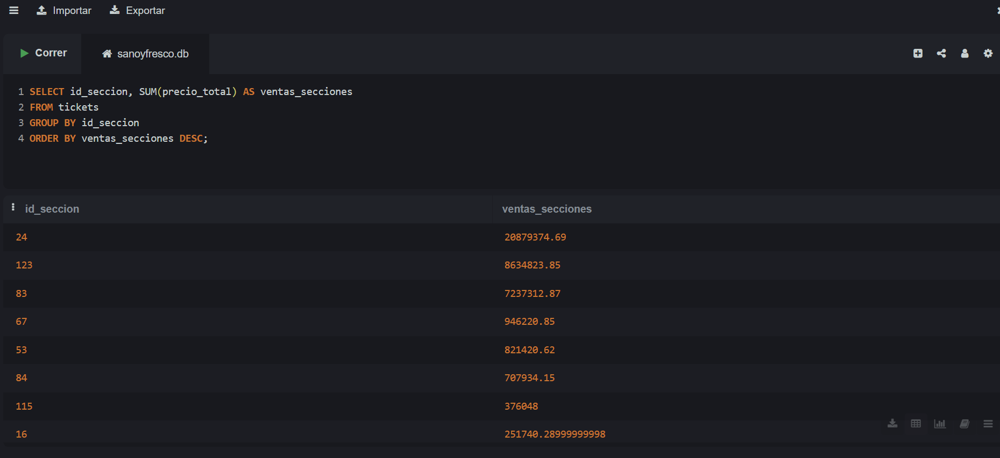 Importar Exportar
Correr sanoyfresco.db
1 SELECT id_seccion, SUM(precio_total) AS ventas_secciones
2 FROM tickets
3 GROUP BY id_seccion
4 ORDER BY ventas_secciones DESC;
id_seccion ventas_secciones
24 20879374.69
123 8634823.85
83 7237312.87
67 946220.85
53 821420.62
84 707934.15
115 376048
16 251740.28999999998